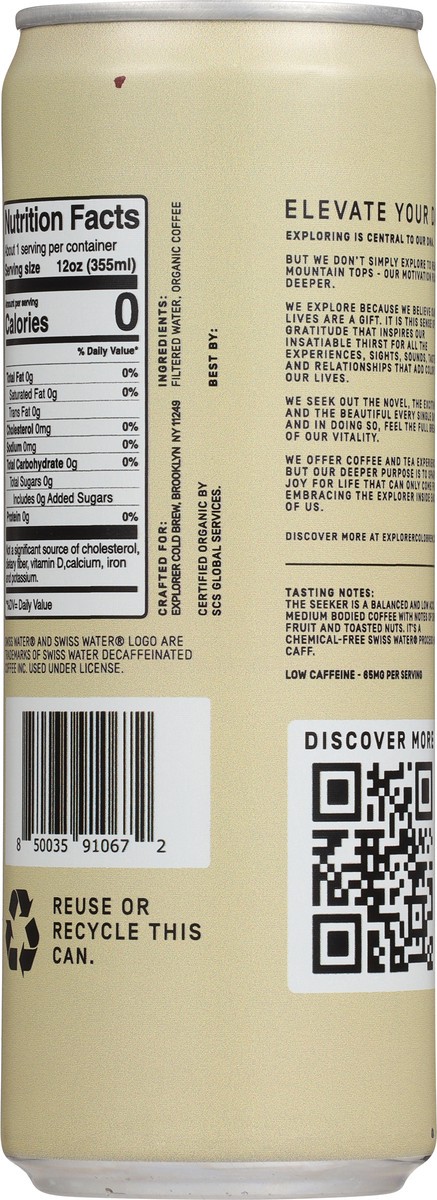 Nutrition Facts
About 1 serving per container
Serving size 12oz (355ml)
Amount per serving
Calories 0
% Daily Value*
Total Fat 0g 0%
Saturated Fat 0g 0%
Trans Fat 0g
Cholesterol 0mg 0%
Sodium 0mg 0%
Total Carbohydrate 0g 0%
Total Sugars 0g
Includes 0g Added Sugars
Protein 0g 0%
Not a significant source of cholesterol,
dietary fiber, vitamin D,calcium, iron
and potassium.
*%DV= Daily Value
INGREDIENTS:
FILTERED WATER, ORGANIC COFFEE
BEST BY:
CRAFTED FOR:
EXPLORER COLD BREW, BROOKLYN NY 11249
CERTIFIED ORGANIC BY
SCS GLOBAL SERVICES.
SWISS WATER® AND SWISS WATER® LOGO ARE
TRADEMARKS OF SWISS WATER DECAFFEINATED
COFFEE INC. USED UNDER LICENSE.
8 50035 91067 2
REUSE OR
RECYCLE THIS
CAN.
ELEVATE YOUR
EXPLORING IS CENTRAL TO OUR DNA
BUT WE DON'T SIMPLY EXPLORE TO
MOUNTAIN TOPS - OUR MOTIVATION
DEEPER.
WE EXPLORE BECAUSE WE BELIEVE
LIVES ARE A GIFT. IT IS THIS SENSE
GRATITUDE THAT INSPIRES OUR
INSATIABLE THIRST FOR ALL THE
EXPERIENCES, SIGHTS, SOUNDS,
AND RELATIONSHIPS THAT ADD
OUR LIVES.
WE SEEK OUT THE NOVEL, THE
AND THE BEAUTIFUL EVERY SINGLE
AND IN DOING SO, FEEL THE FULL
OF OUR VITALITY.
WE OFFER COFFEE AND TEA
BUT OUR DEEPER PURPOSE IS TO
JOY FOR LIFE THAT CAN ONLY COME
EMBRACING THE EXPLORER INSIDE
OF US.
DISCOVER MORE AT
TASTING NOTES:
THE SEEKER IS A BALANCED AND LOW
MEDIUM BODIED COFFEE WITH NOTES OF
FRUIT AND TOASTED NUTS. IT'S A
CHEMICAL-FREE SWISS WATER®
CAFF.
LOW CAFFEINE - 65MG PER SERVING
DISCOVER MORE